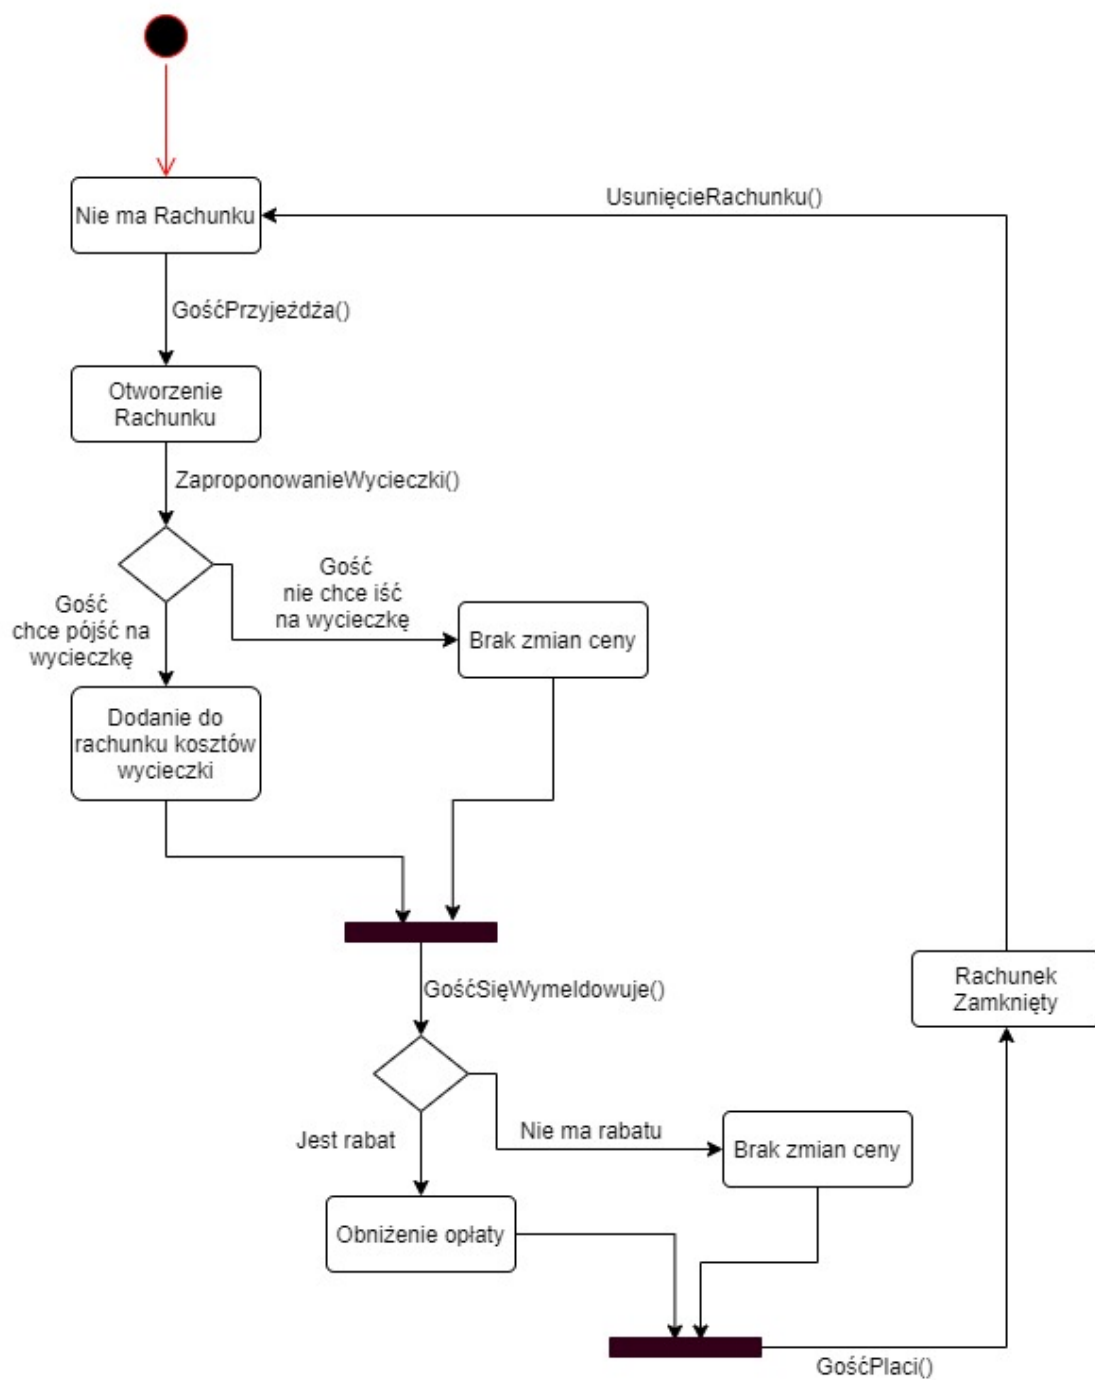 Nie ma Rachunku
UsunięcieRachunku()
GośćPrzyjeżdża()
Otworzenie
Rachunku
ZaproponowanieWycieczki()
Gość
nie chce iść
na wycieczkę
Gość
chce pójść na
wycieczkę
Brak zmian ceny
Dodanie do
rachunku kosztów
wycieczki
GośćSięWymeldowuje()
Rachunek
Zamknięty
Jest rabat
Nie ma rabatu
Brak zmian ceny
Obniżenie opłaty
GośćPlaci()